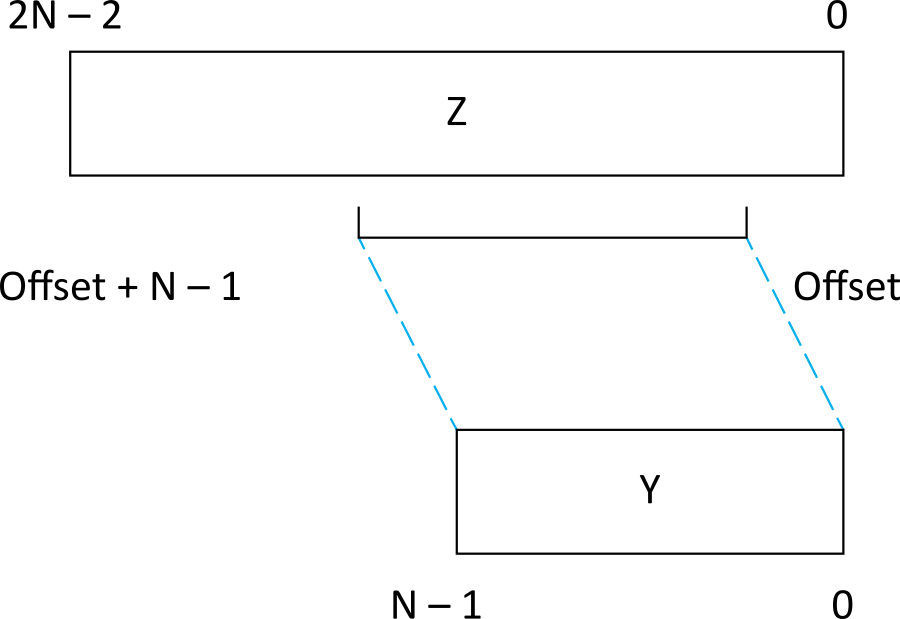 2N – 2 0
Z
Offset + N – 1 Offset
Y
N – 1 0